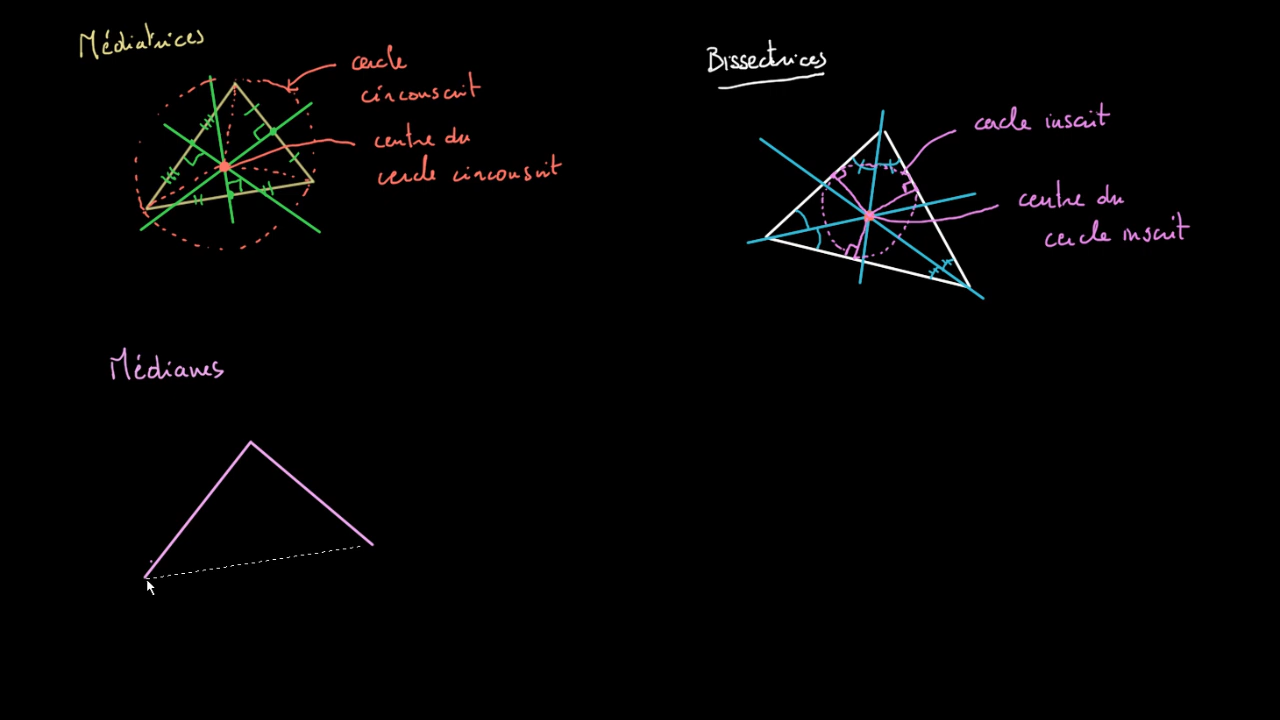 Médiatrices
cercle
circonscrit
centre du
cercle circonscrit
Bissectrices
cercle inscrit
centre du
cercle inscrit
Médianes